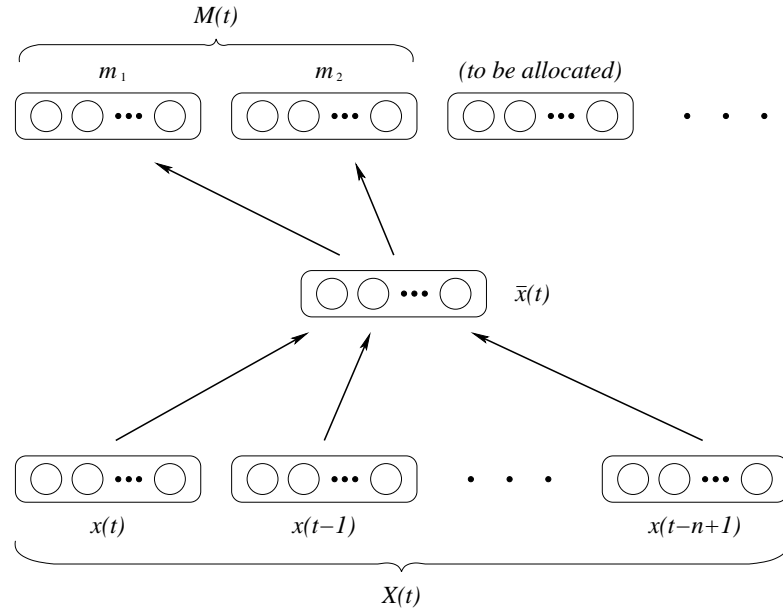 M(t)
m₁ m₂ (to be allocated)
x̄(t)
x(t) x(t−1) x(t−n+1)
X(t)